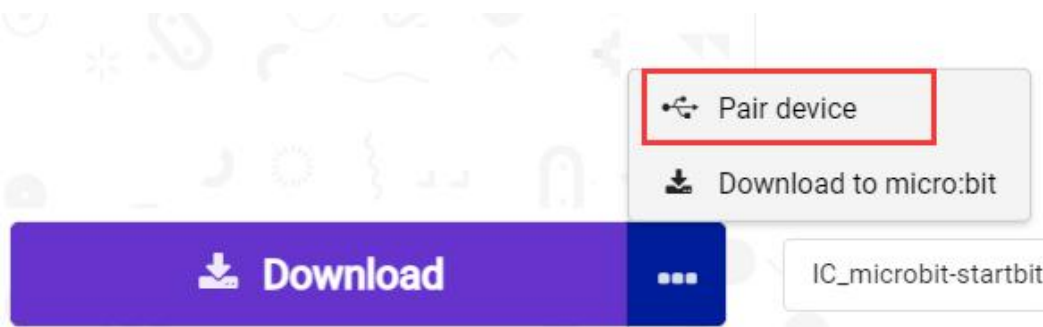 Pair device
Download to micro:bit
Download
IC_microbit-startbit